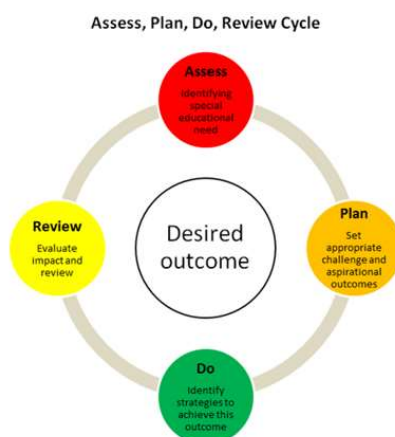 Assess, Plan, Do, Review Cycle
Assess
Identifying
special
educational
need
Plan
Set
appropriate
challenge and
aspirational
outcomes
Do
Identify
strategies to
achieve this
outcome
Review
Evaluate
impact and
review
Desired
outcome